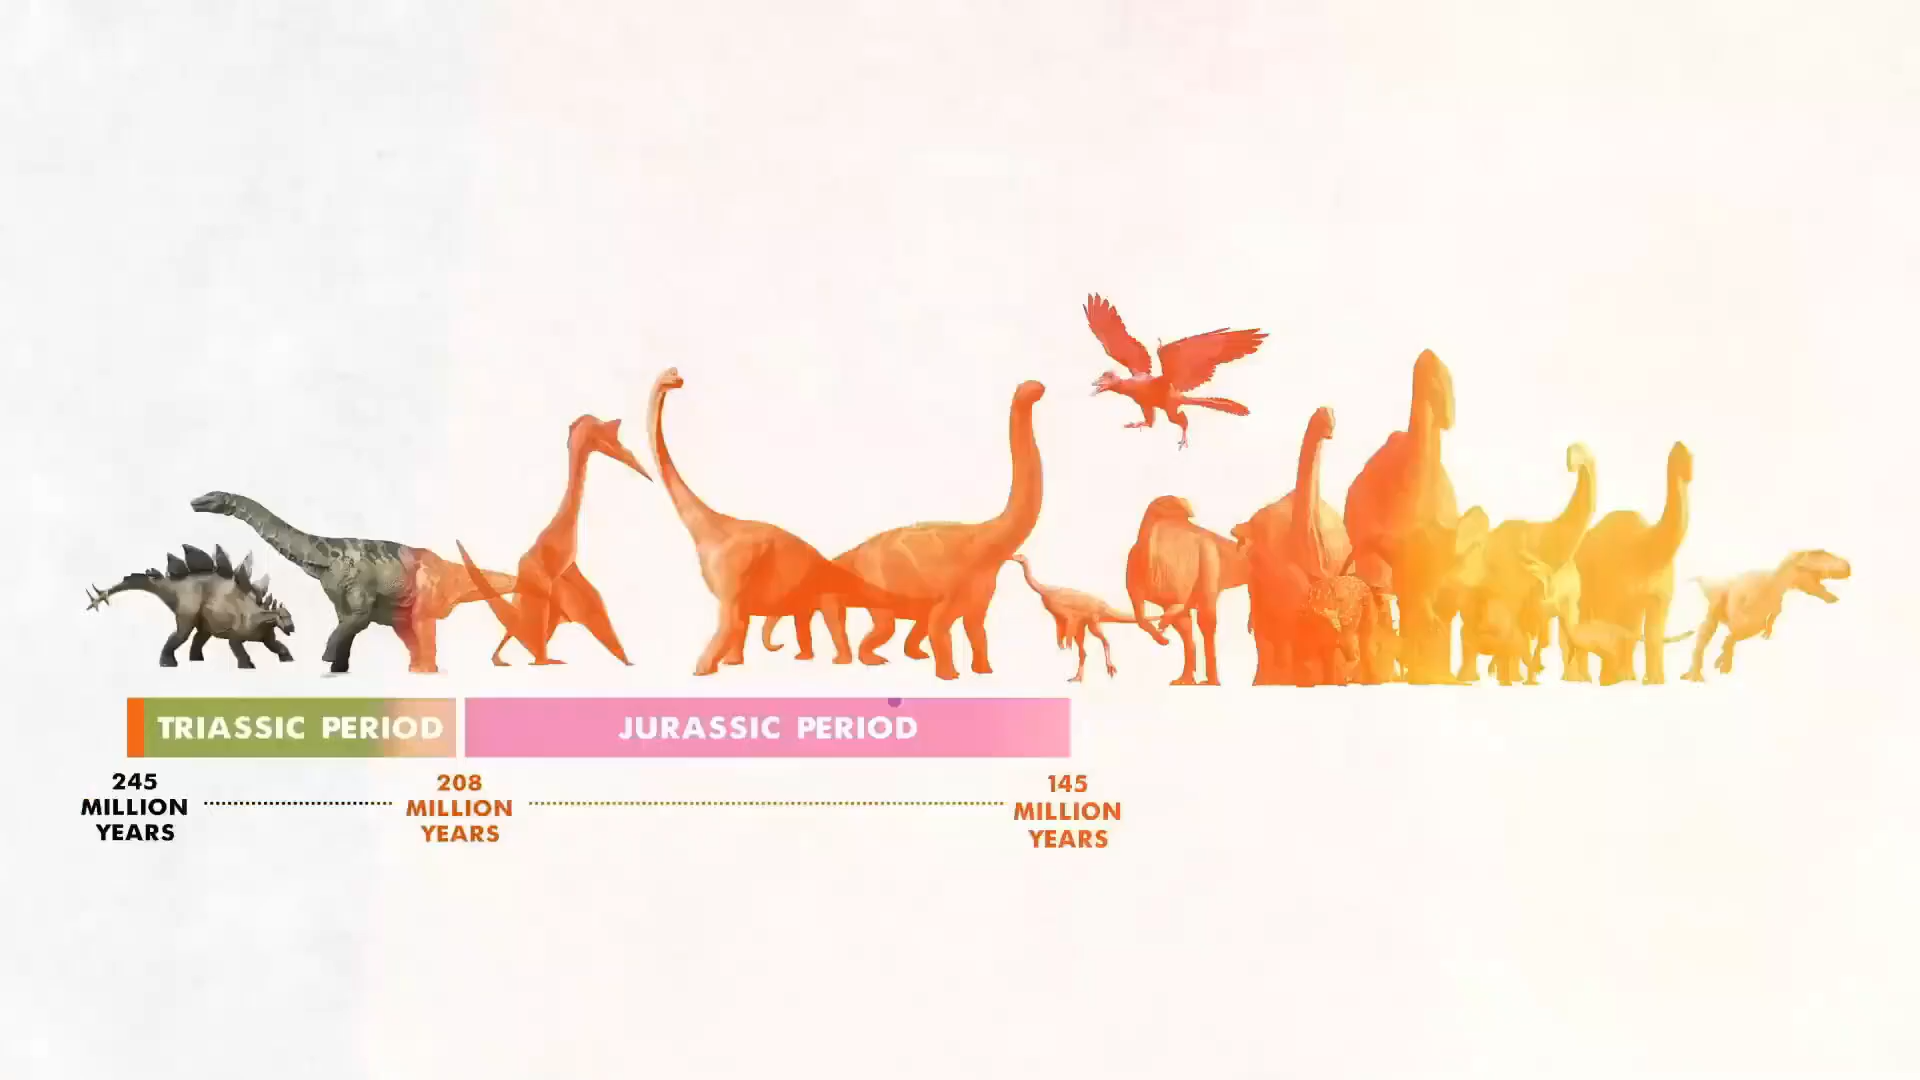 TRIASSIC PERIOD
JURASSIC PERIOD
245
MILLION
YEARS
208
MILLION
YEARS
145
MILLION
YEARS